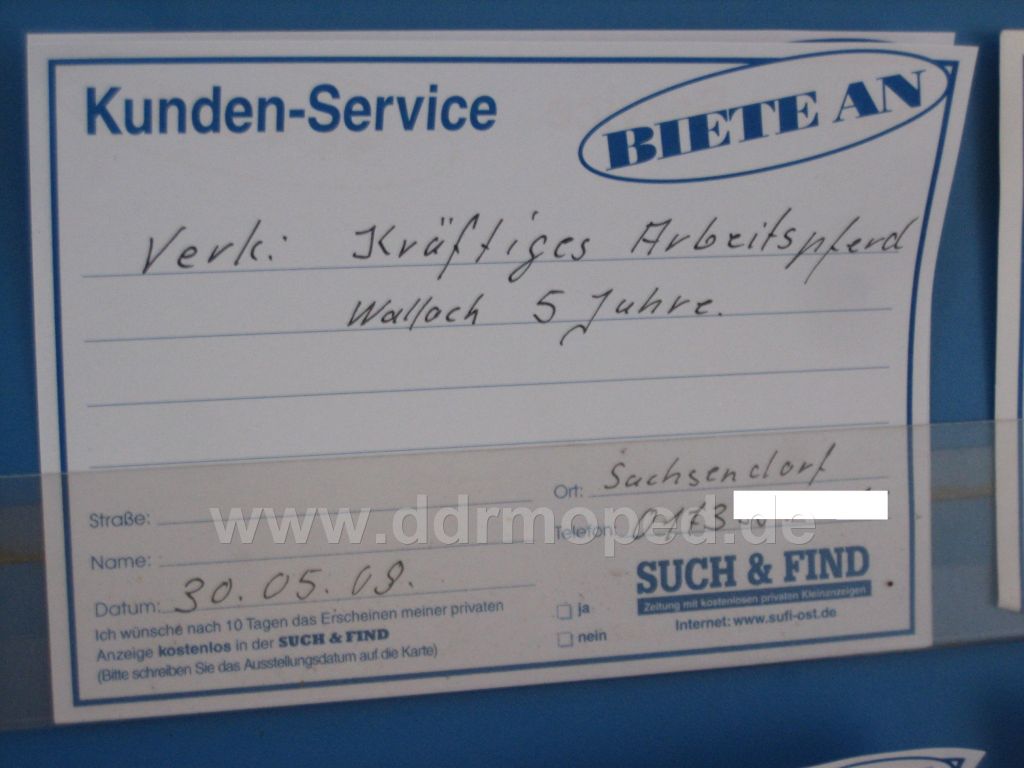 Kunden-Service
BIETE AN
Verk: Kräftiges Arbeitspferd
Wallach 5 Jahre.
Straße:
Ort: Sachsendorf
www.ddrmoped.de
Telefon: 0173
Name:
Datum: 30.05.09.
SUCH & FIND
Zeitung mit kostenlosen privaten Kleinanzeigen
Internet: www.sufi-ost.de
Ich wünsche nach 10 Tagen das Erscheinen meiner privaten
Anzeige kostenlos in der SUCH & FIND
(Bitte schreiben Sie das Ausstellungsdatum auf die Karte)
ja
nein